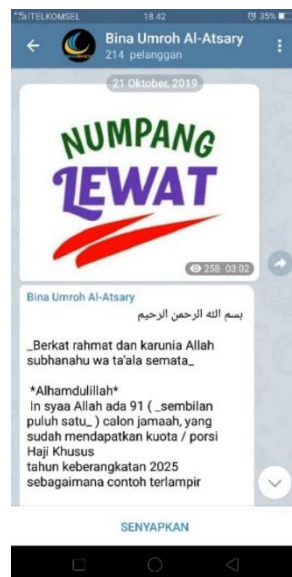 TELKOMSEL
18.42
35%
Bina Umroh Al-Atsary
214 pelanggan
21 Oktober, 2019
NUMPANG
LEWAT
258 03:02
Bina Umroh Al-Atsary
بسم الله الرحمن الرحيم
_Berkat rahmat dan karunia Allah
subhanahu wa ta'ala semata_
*Alhamdulillah*
In syaa Allah ada 91 ( _sembilan
puluh satu_ ) calon jamaah, yang
sudah mendapatkan kuota / porsi
Haji Khusus
tahun keberangkatan 2025
sebagaimana contoh terlampir
SENYAPKAN